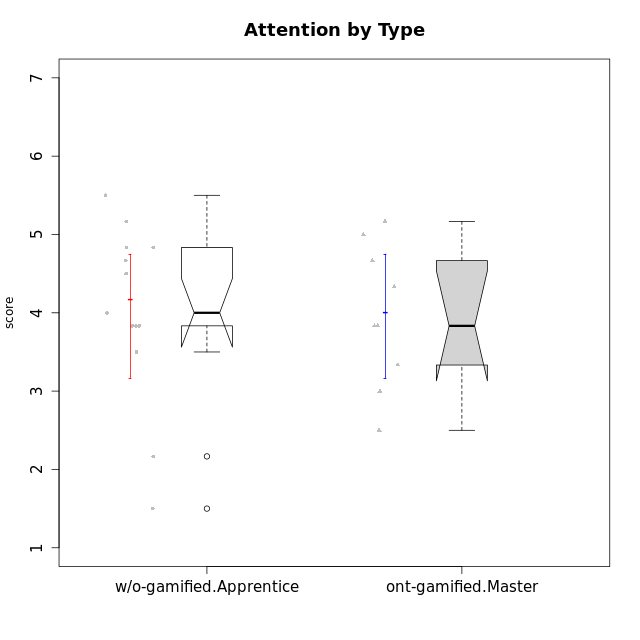 Attention by Type
score
7
6
5
4
3
2
1
w/o-gamified.Apprentice
ont-gamified.Master